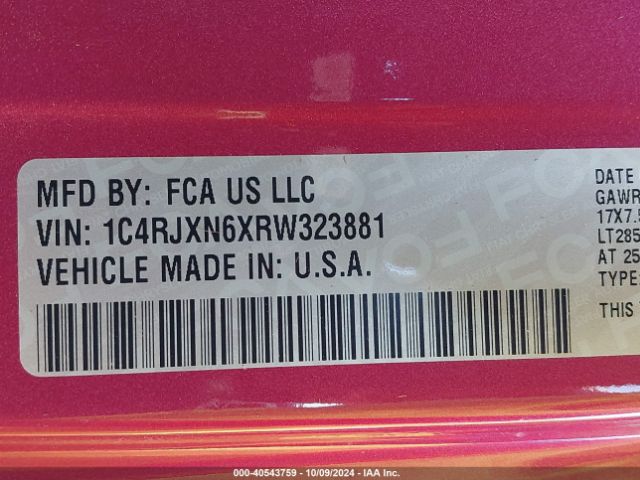 MFD BY: FCA US LLC
VIN: 1C4RJXN6XRW323881
VEHICLE MADE IN: U.S.A.
DATE
GAWR
17X7.
LT285
AT 25
TYPE:
THIS
000-40543759 - 10/09/2024 - IAA Inc.